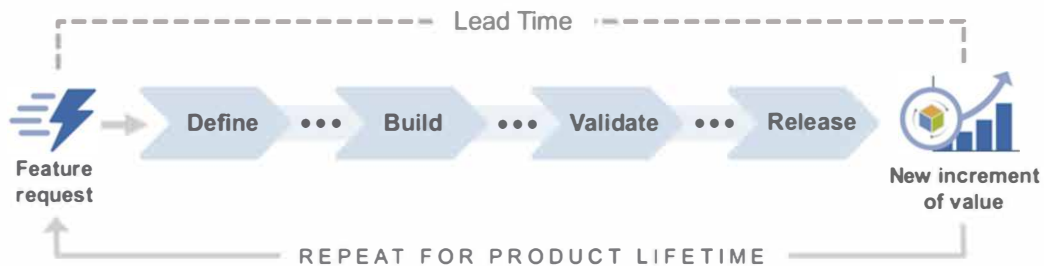 Lead Time
Define ••• Build ••• Validate ••• Release
Feature
request
New increment
of value
REPEAT FOR PRODUCT LIFETIME